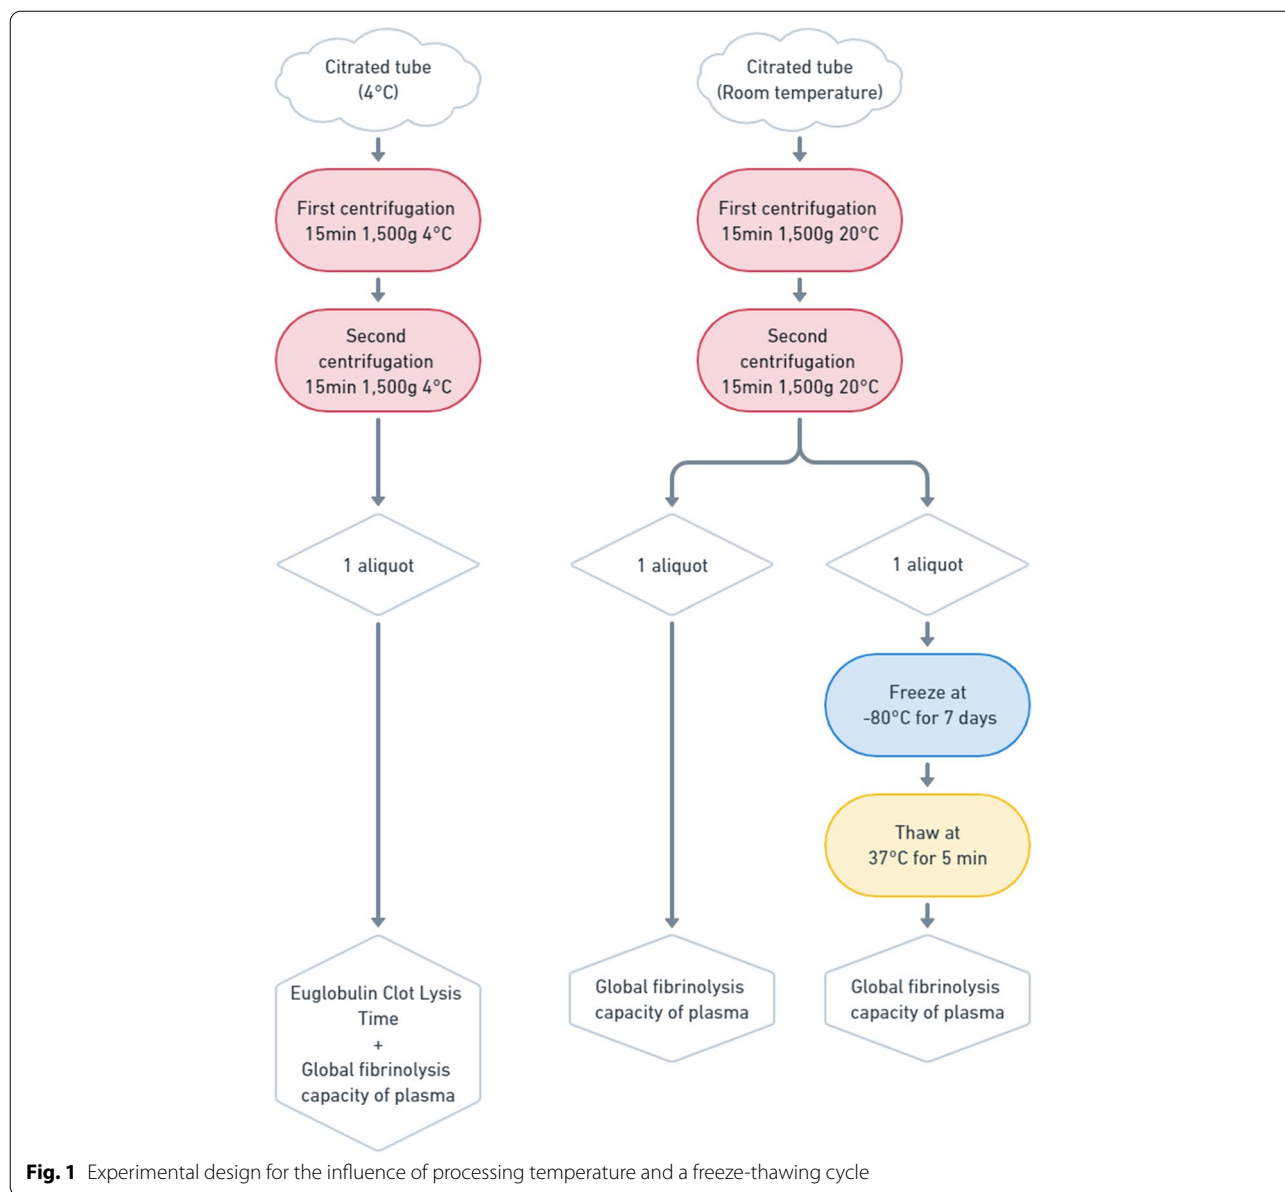 Citrated tube
(4°C)
First centrifugation
15min 1,500g 4°C
Second
centrifugation
15min 1,500g 4°C
1 aliquot
Euglobulin Clot Lysis
Time
+
Global fibrinolysis
capacity of plasma
Citrated tube
(Room temperature)
First centrifugation
15min 1,500g 20°C
Second
centrifugation
15min 1,500g 20°C
1 aliquot
Global fibrinolysis
capacity of plasma
1 aliquot
Freeze at
-80°C for 7 days
Thaw at
37°C for 5 min
Global fibrinolysis
capacity of plasma
Fig. 1 Experimental design for the influence of processing temperature and a freeze-thawing cycle